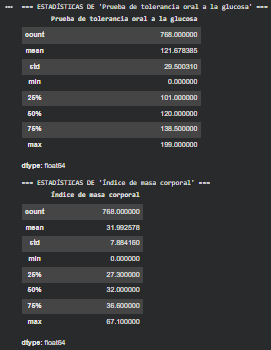 === ESTADÍSTICAS DE 'Prueba de tolerancia oral a la glucosa' ===
Prueba de tolerancia oral a la glucosa
count 768.000000
mean 121.678385
std 29.500310
min 0.000000
25% 101.000000
50% 120.000000
75% 138.500000
max 199.000000
dtype: float64
=== ESTADÍSTICAS DE 'Índice de masa corporal' ===
Índice de masa corporal
count 768.000000
mean 31.992578
std 7.884160
min 0.000000
25% 27.300000
50% 32.000000
75% 36.600000
max 67.100000
dtype: float64